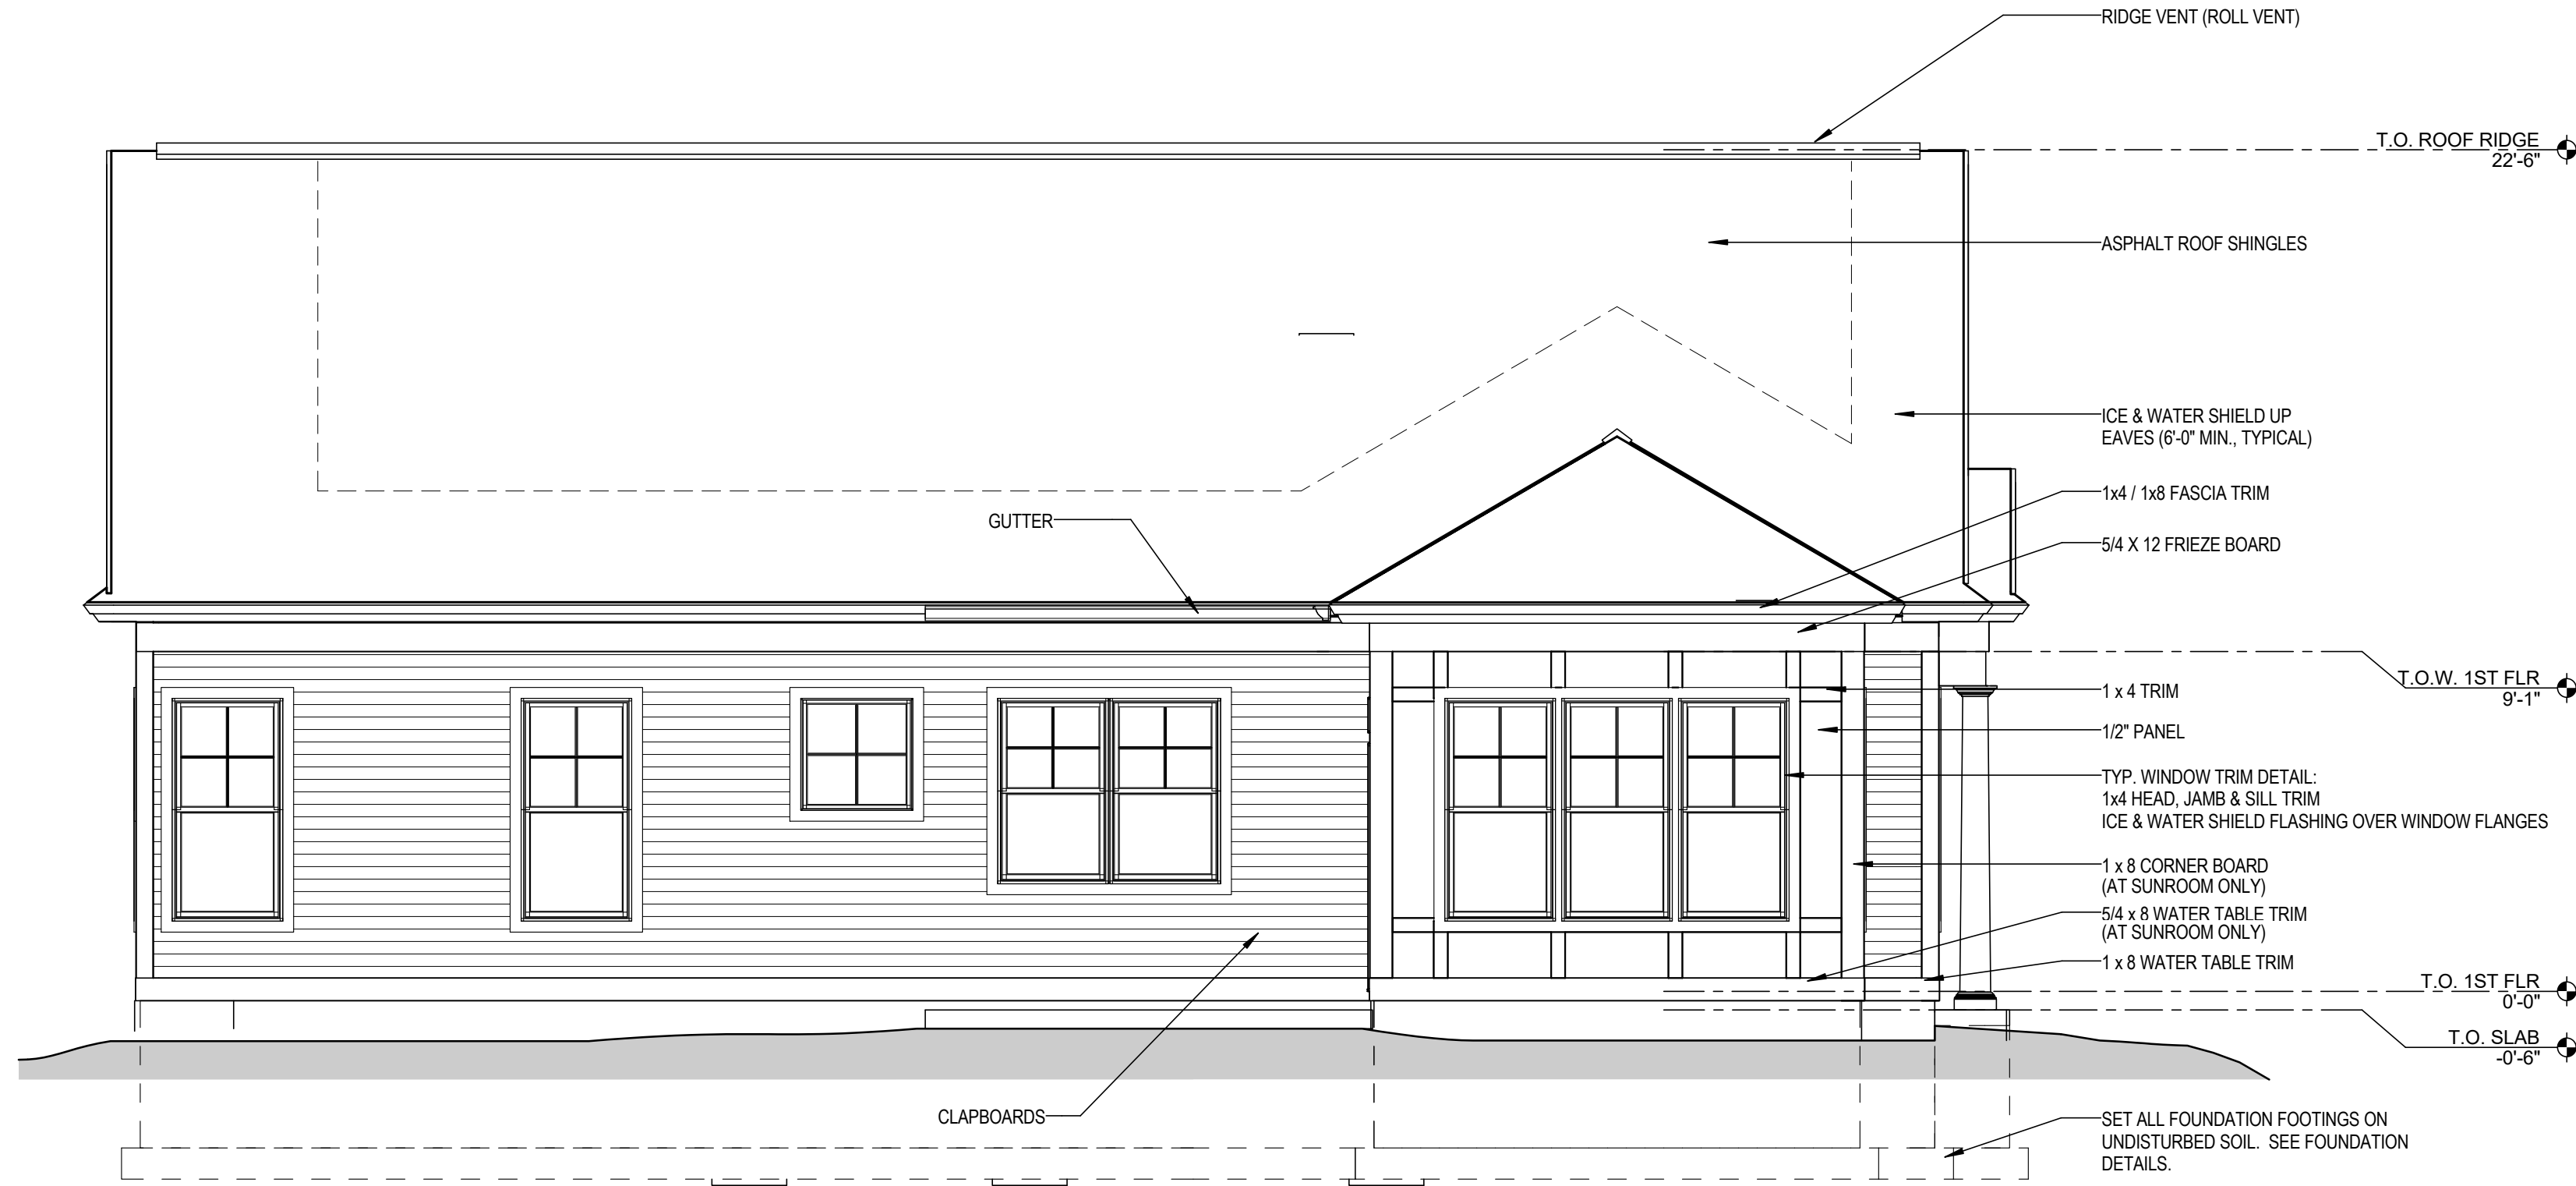 RIDGE VENT (ROLL VENT)
T.O. ROOF RIDGE
22'-6"
ASPHALT ROOF SHINGLES
ICE & WATER SHIELD UP
EAVES (6'-0" MIN., TYPICAL)
1x4 / 1x8 FASCIA TRIM
GUTTER
5/4 X 12 FRIEZE BOARD
T.O.W. 1ST FLR
9'-1"
1 x 4 TRIM
1/2" PANEL
TYP. WINDOW TRIM DETAIL:
1x4 HEAD, JAMB & SILL TRIM
ICE & WATER SHIELD FLASHING OVER WINDOW FLANGES
1 x 8 CORNER BOARD
(AT SUNROOM ONLY)
5/4 x 8 WATER TABLE TRIM
(AT SUNROOM ONLY)
1 x 8 WATER TABLE TRIM
T.O. 1ST FLR
0'-0"
T.O. SLAB
-0'-6"
CLAPBOARDS
SET ALL FOUNDATION FOOTINGS ON
UNDISTURBED SOIL. SEE FOUNDATION
DETAILS.